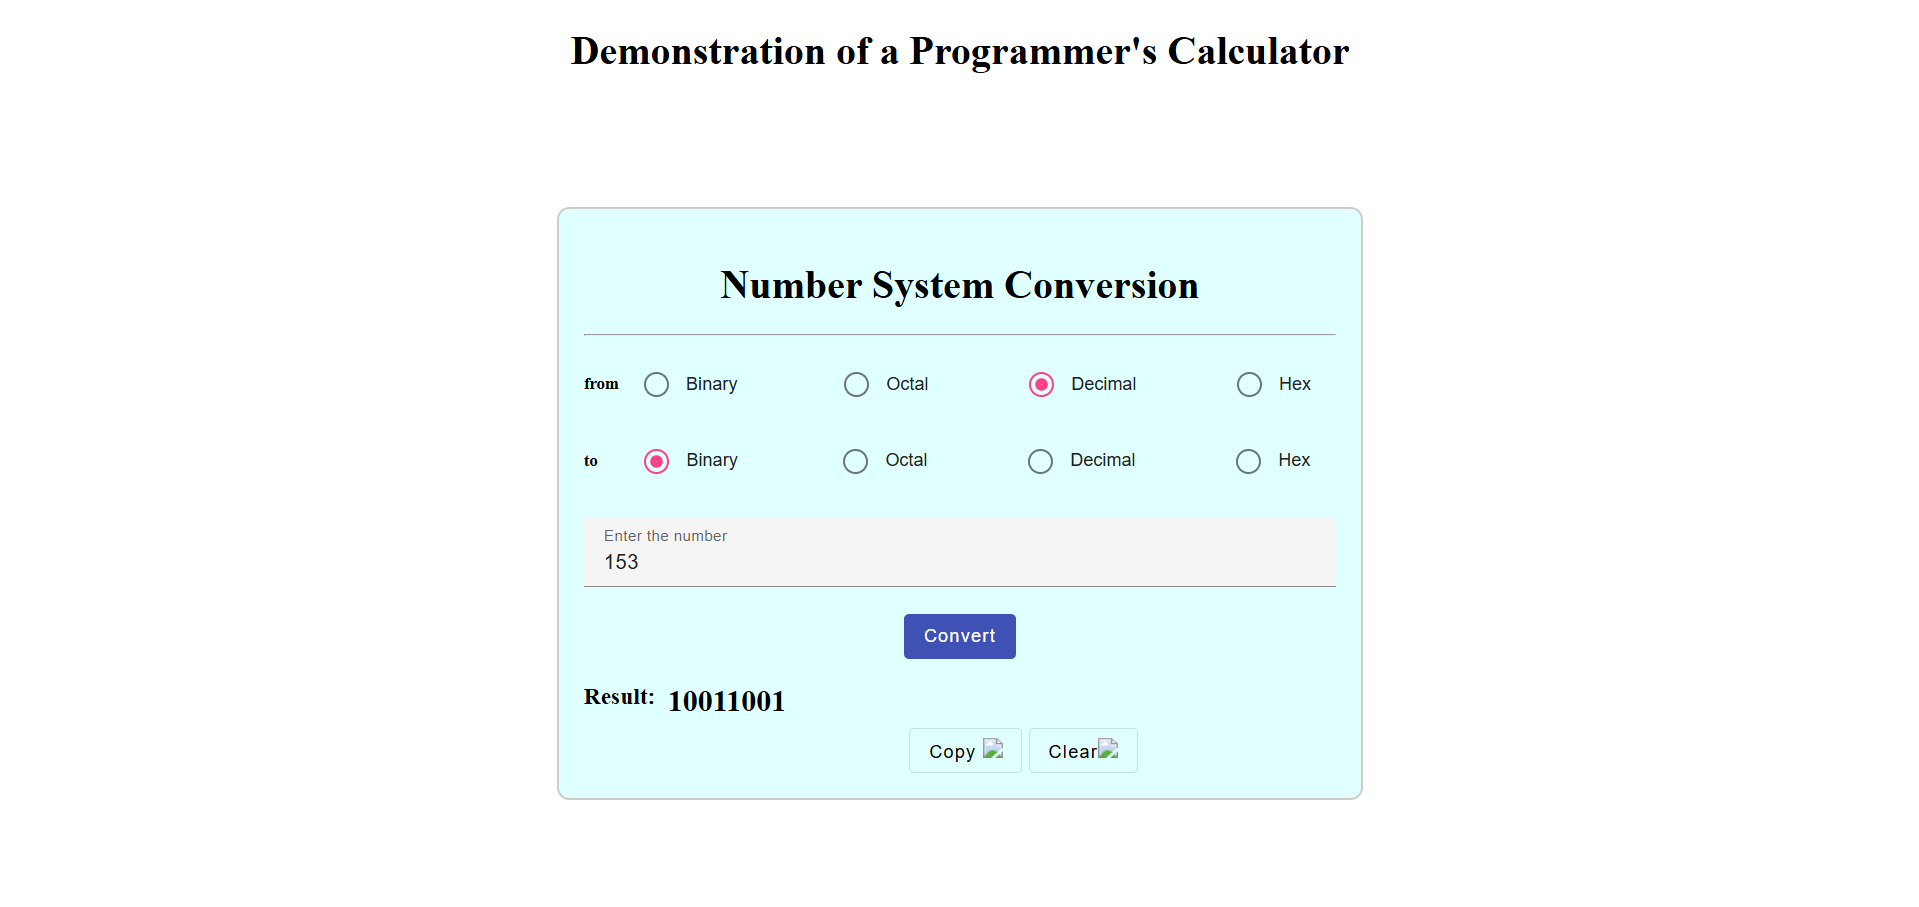 Demonstration of a Programmer's Calculator
Number System Conversion
from Binary Octal Decimal Hex
to Binary Octal Decimal Hex
Enter the number
153
Convert
Result: 10011001
Copy Clear